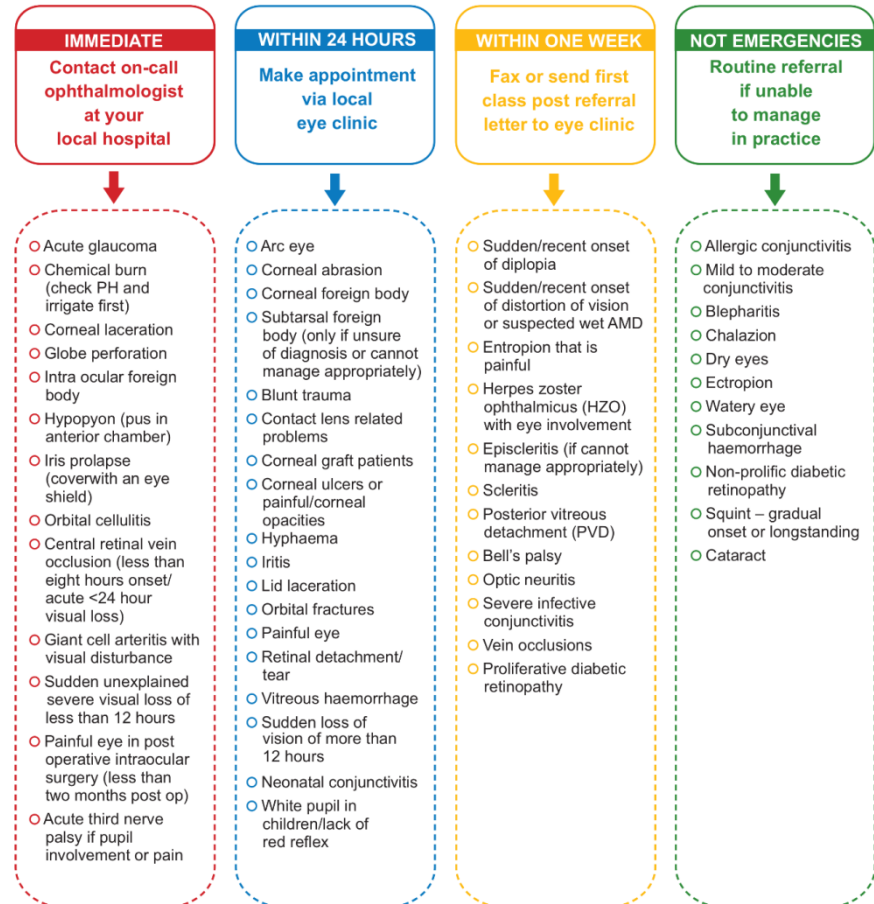 IMMEDIATE
Contact on-call
ophthalmologist
at your
local hospital
Acute glaucoma
Chemical burn
(check PH and
irrigate first)
Corneal laceration
Globe perforation
Intra ocular foreign
body
Hypopyon (pus in
anterior chamber)
Iris prolapse
(coverwith an eye
shield)
Orbital cellulitis
Central retinal vein
occlusion (less than
eight hours onset/
acute <24 hour
visual loss)
Giant cell arteritis with
visual disturbance
Sudden unexplained
severe visual loss of
less than 12 hours
Painful eye in post
operative intraocular
surgery (less than
two months post op)
Acute third nerve
palsy if pupil
involvement or pain
WITHIN 24 HOURS
Make appointment
via local
eye clinic
Arc eye
Corneal abrasion
Corneal foreign body
Subtarsal foreign
body (only if unsure
of diagnosis or cannot
manage appropriately)
Blunt trauma
Contact lens related
problems
Corneal graft patients
Corneal ulcers or
painful/corneal
opacities
Hyphaema
Iritis
Lid laceration
Orbital fractures
Painful eye
Retinal detachment/
tear
Vitreous haemorrhage
Sudden loss of
vision of more than
12 hours
Neonatal conjunctivitis
White pupil in
children/lack of
red reflex
WITHIN ONE WEEK
Fax or send first
class post referral
letter to eye clinic
Sudden/recent onset
of diplopia
Sudden/recent onset
of distortion of vision
or suspected wet AMD
Entropion that is
painful
Herpes zoster
ophthalmicus (HZO)
with eye involvement
Episcleritis (if cannot
manage appropriately)
Scleritis
Posterior vitreous
detachment (PVD)
Bell's palsy
Optic neuritis
Severe infective
conjunctivitis
Vein occlusions
Proliferative diabetic
retinopathy
NOT EMERGENCIES
Routine referral
if unable
to manage
in practice
Allergic conjunctivitis
Mild to moderate
conjunctivitis
Blepharitis
Chalazion
Dry eyes
Ectropion
Watery eye
Subconjunctival
haemorrhage
Non-prolific diabetic
retinopathy
Squint – gradual
onset or longstanding
Cataract